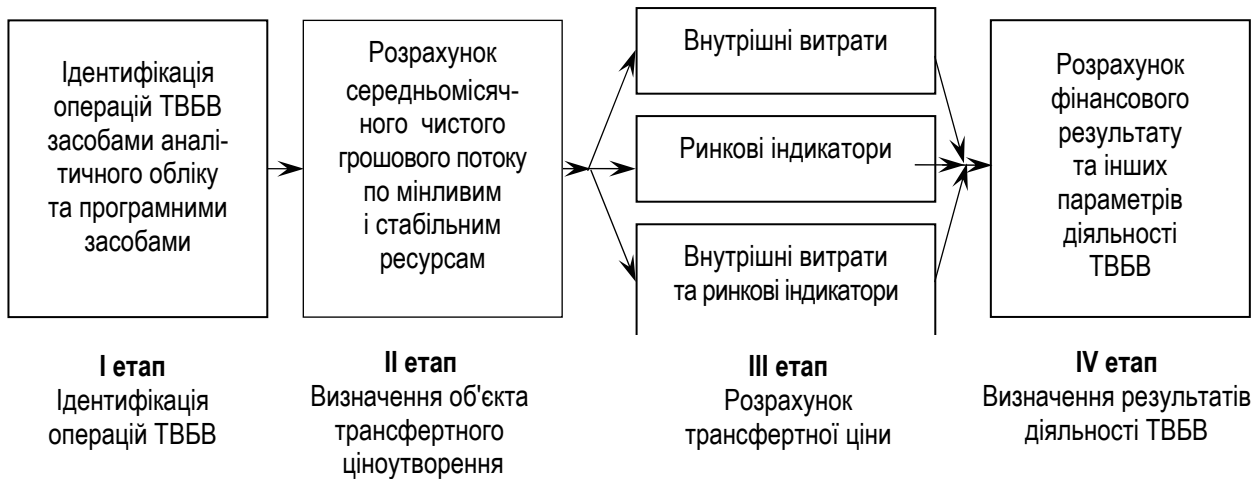 Ідентифікація
операцій ТВБВ
засобами аналі-
тичного обліку
та програмними
засобами
Розрахунок
середньомісяч-
ного чистого
грошового потоку
по мінливим
і стабільним
ресурсам
Внутрішні витрати
Ринкові індикатори
Внутрішні витрати
та ринкові індикатори
Розрахунок
фінансового
результату
та інших
параметрів
діяльності
ТВБВ
І етап
Ідентифікація
операцій ТВБВ
ІІ етап
Визначення об'єкта
трансфертного
ціноутворення
ІІІ етап
Розрахунок
трансфертної ціни
IV етап
Визначення результатів
діяльності ТВБВ